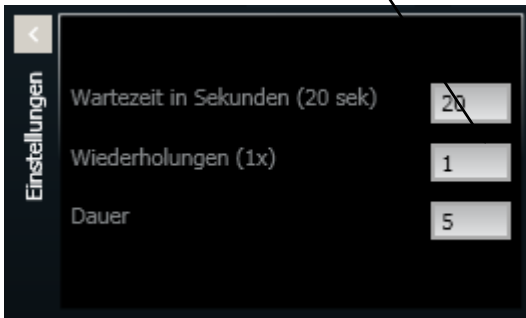 <
Einstellungen
Wartezeit in Sekunden (20 sek) 20
Wiederholungen (1x) 1
Dauer 5